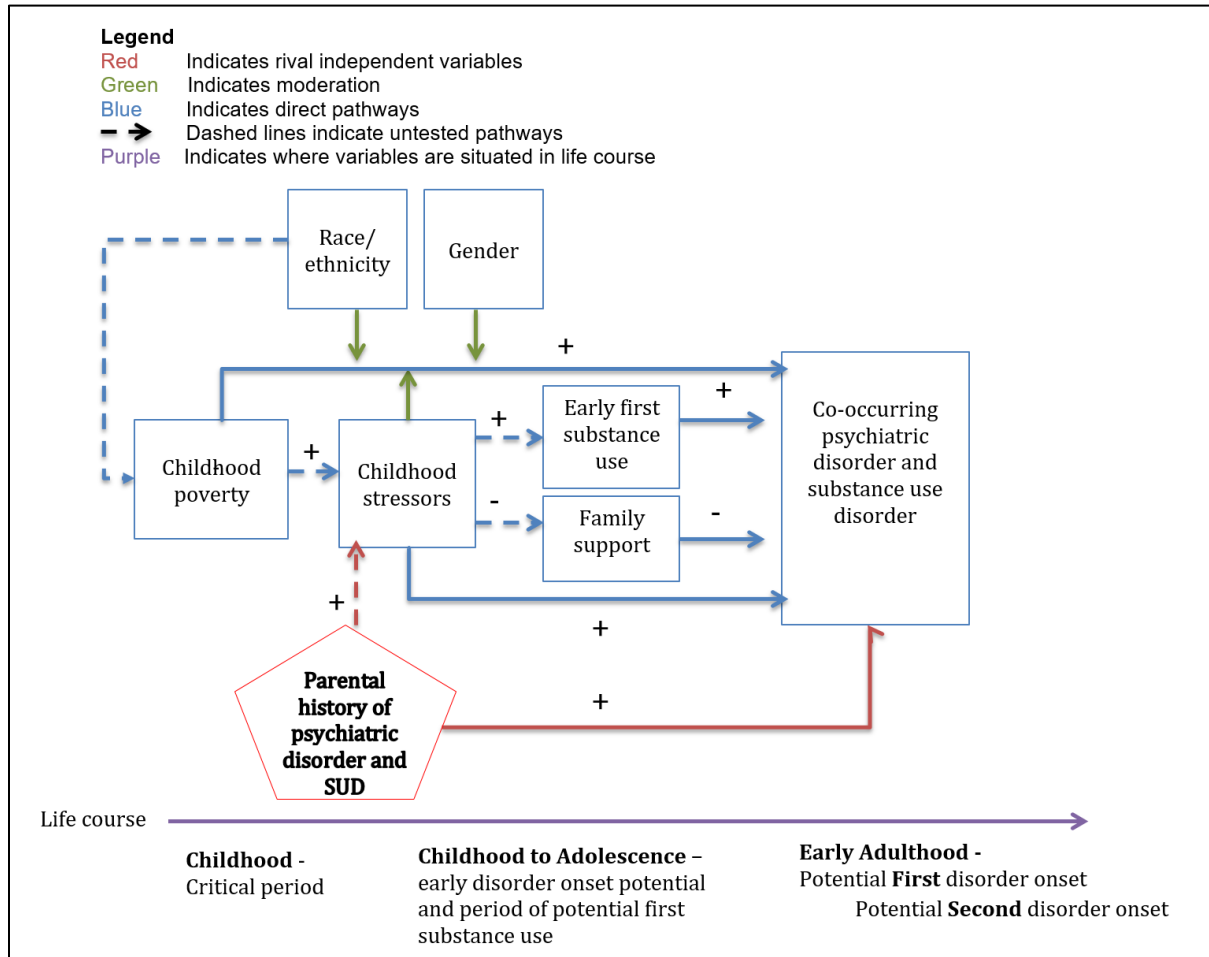 Legend
Red Indicates rival independent variables
Green Indicates moderation
Blue Indicates direct pathways
Dashed lines indicate untested pathways
Purple Indicates where variables are situated in life course
Race/
ethnicity
Gender
+
Childhood
poverty
+
Childhood
stressors
+
-
Early first
substance
use
+
Family
support
-
Co-occurring
psychiatric
disorder and
substance use
disorder
+
+
Parental
history of
psychiatric
disorder and
SUD
+
Life course
Childhood -
Critical period
Childhood to Adolescence –
early disorder onset potential
and period of potential first
substance use
Early Adulthood -
Potential First disorder onset
Potential Second disorder onset